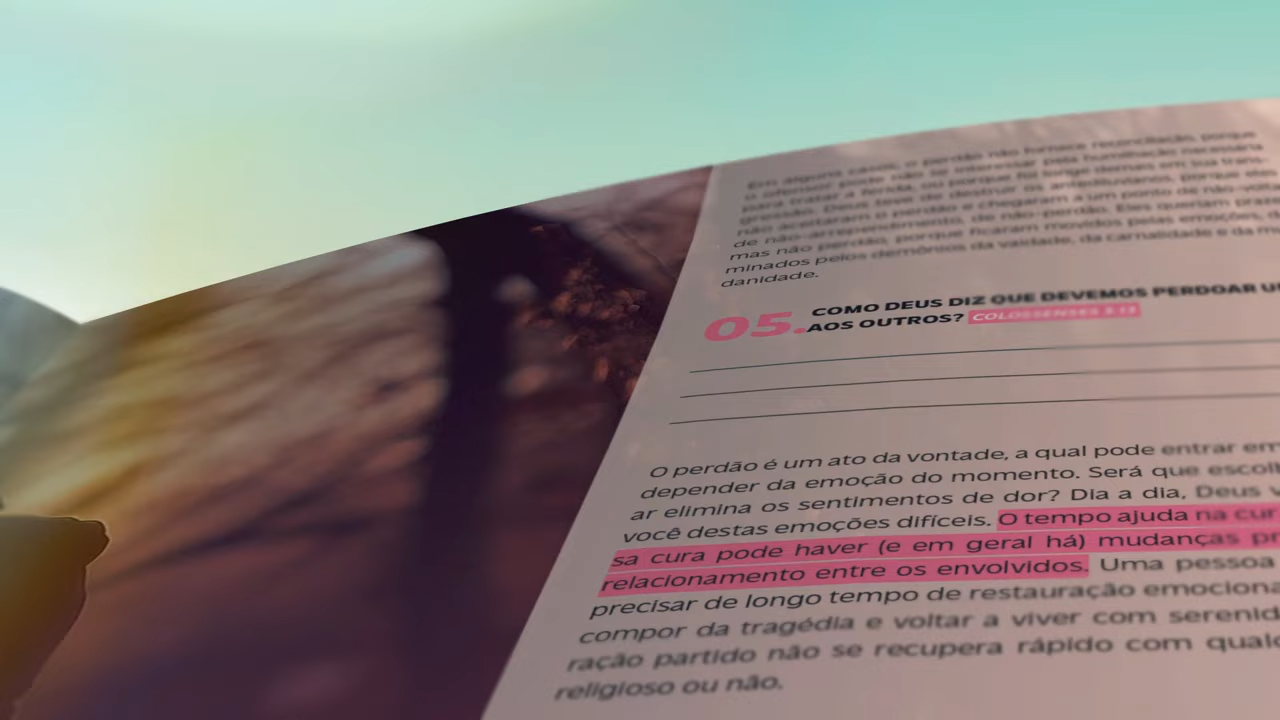 Em alguns casos, o perdão não fornece reconciliação, porque
o ofensor pode não se interessar pela humilhação necessária
para tratar a ferida, ou porque foi longe demais em sua trans-
gressão. Deus teve de destruir os antediluvianos, porque
não aceitaram o perdão e chegaram a um ponto de não-volta
de não-arrependimento, de não-perdão. Eles queriam
mas não perdão, porque ficaram movidos pelas emoções,
minados pelos demônios da vaidade, da carnalidade e da
danidade.
05. COMO DEUS DIZ QUE DEVEMOS PERDOAR
AOS OUTROS? COLOSSENSES 3:13
O perdão é um ato da vontade, a qual pode entrar em
depender da emoção do momento. Será que escolh
ar elimina os sentimentos de dor? Dia a dia, Deus v
você destas emoções difíceis. O tempo ajuda na cur
sa cura pode haver (e em geral há) mudanças pr
relacionamento entre os envolvidos. Uma pessoa
precisar de longo tempo de restauração emociona
compor da tragédia e voltar a viver com serenid
ração partido não se recupera rápido com qualq
religioso ou não.